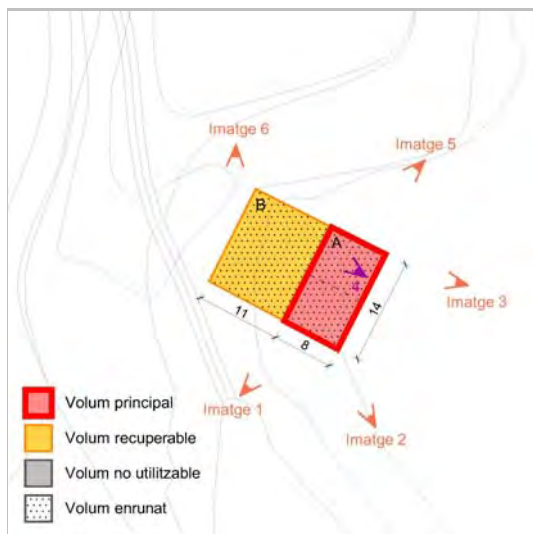 Imatge 6
Imatge 5
B
A
4
Imatge 3
14
11
8
Imatge 1
Imatge 2
Volum principal
Volum recuperable
Volum no utilitzable
Volum enrunat